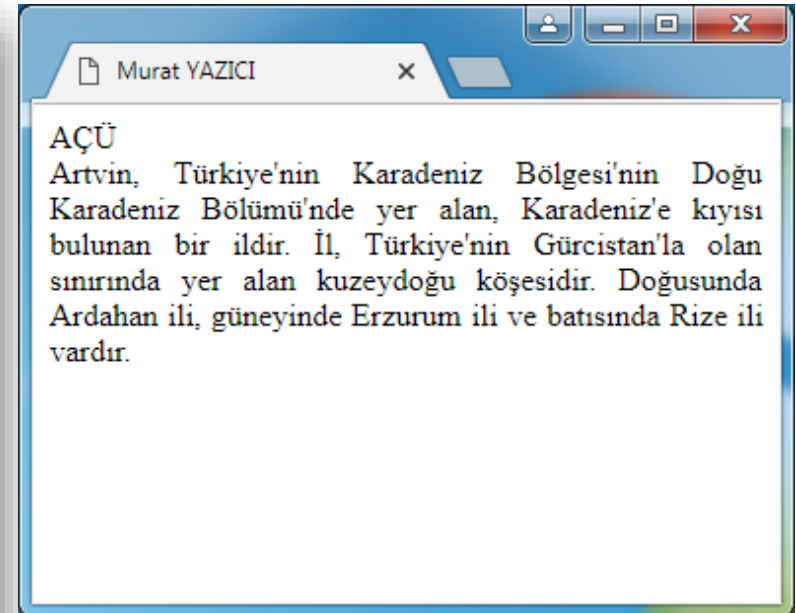 Murat YAZICI
AÇÜ
Artvin, Türkiye'nin Karadeniz Bölgesi'nin Doğu
Karadeniz Bölümü'nde yer alan, Karadeniz'e kıyısı
bulunan bir ildir. İl, Türkiye'nin Gürcistan'la olan
sınırında yer alan kuzeydoğu köşesidir. Doğusunda
Ardahan ili, güneyinde Erzurum ili ve batısında Rize ili
vardır.